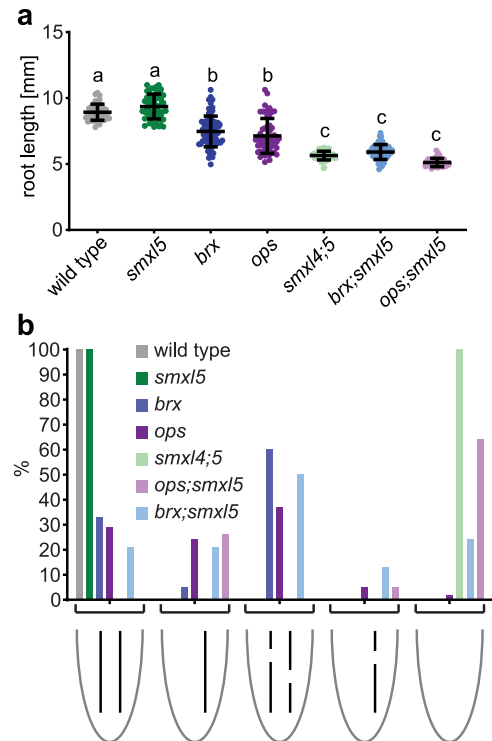 a
root length [mm]
15
10
5
0
a
a
b
b
c
c
c
wild type
smxl5
brx
ops
smxl4;5
brx;smxl5
ops;smxl5
b
%
100
90
80
70
60
50
40
30
20
10
0
wild type
smxl5
brx
ops
smxl4;5
ops;smxl5
brx;smxl5